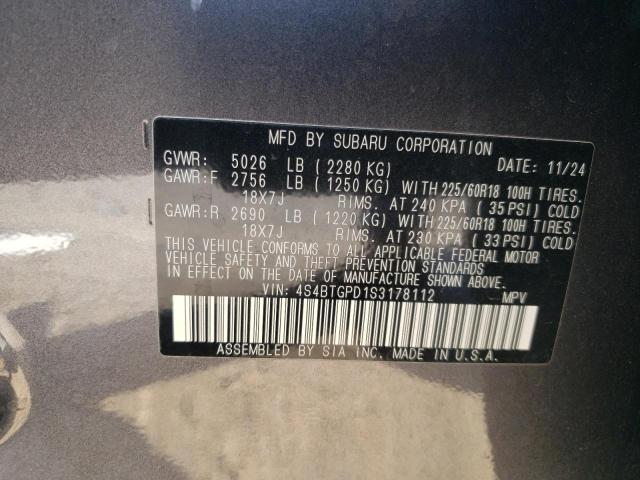 MFD BY SUBARU CORPORATION
GVWR: 5026 LB ( 2280 KG) DATE: 11/24
GAWR:F 2756 LB ( 1250 KG) WITH 225/60R18 100H TIRES.
18X7J RIMS. AT 240 KPA ( 35 PSI) COLD
GAWR:R 2690 LB ( 1220 KG) WITH 225/60R18 100H TIRES.
18X7J RIMS. AT 230 KPA ( 33 PSI) COLD
THIS VEHICLE CONFORMS TO ALL APPLICABLE FEDERAL MOTOR
VEHICLE SAFETY AND THEFT PREVENTION STANDARDS IN
EFFECT ON THE DATE OF MANUFACTURE SHOWN ABOVE.
VIN: 4S4BTGPD1S3178112 MPV
ASSEMBLED BY SIA INC. MADE IN U.S.A.